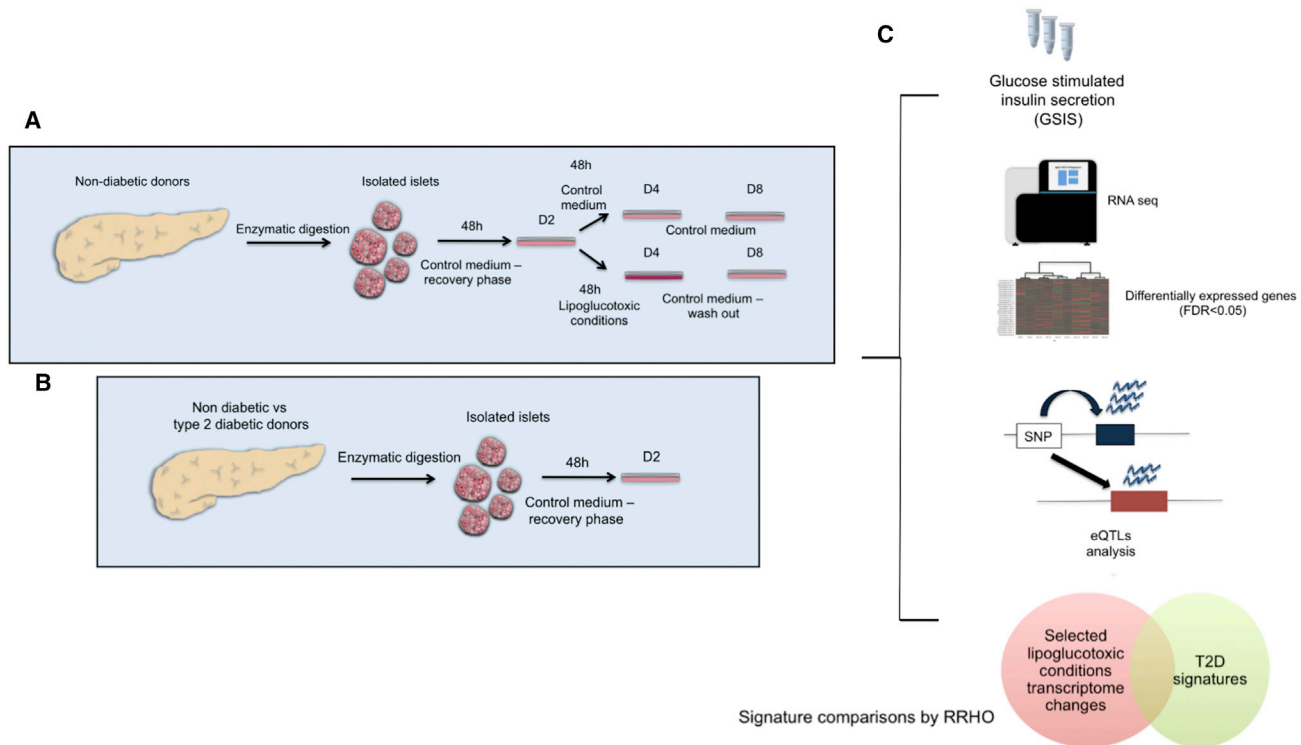 A
Non-diabetic donors
Enzymatic digestion
Isolated islets
48h
Control medium –
recovery phase
D2
48h
Control
medium
D4
D8
Control medium
D4
D8
48h
Lipoglucotoxic
conditions
Control medium –
wash out
B
Non diabetic vs
type 2 diabetic donors
Enzymatic digestion
Isolated islets
48h
Control medium –
recovery phase
D2
C
Glucose stimulated
insulin secretion
(GSIS)
RNA seq
Differentially expressed genes
(FDR<0.05)
SNP
eQTLs
analysis
Selected
lipoglucotoxic
conditions
transcriptome
changes
T2D
signatures
Signature comparisons by RRHO